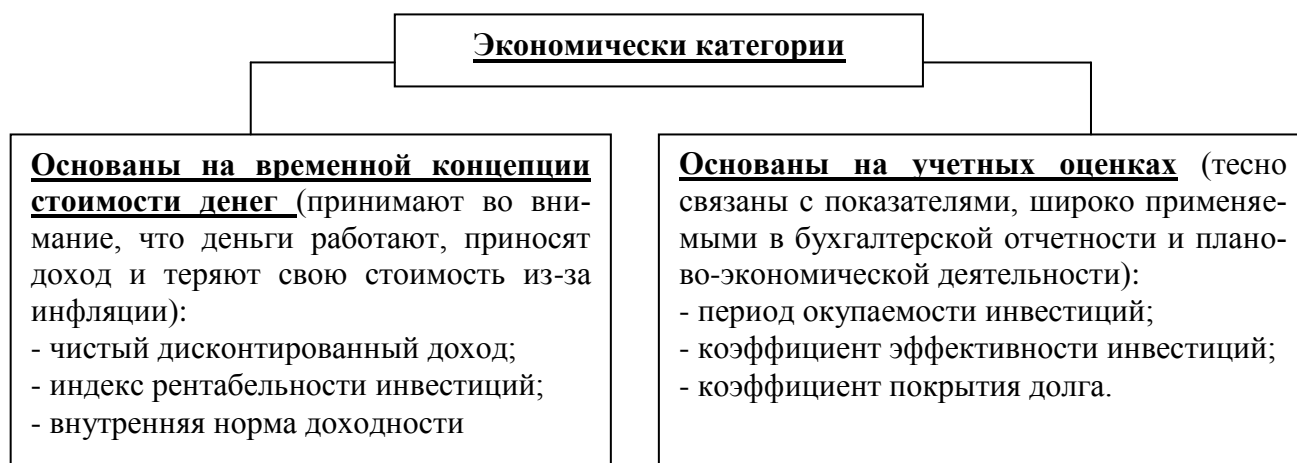 Экономически категории
Основаны на временной концепции
стоимости денег (принимают во вни-
мание, что деньги работают, приносят
доход и теряют свою стоимость из-за
инфляции):
- чистый дисконтированный доход;
- индекс рентабельности инвестиций;
- внутренняя норма доходности
Основаны на учетных оценках (тесно
связаны с показателями, широко применяе-
мыми в бухгалтерской отчетности и плано-
во-экономической деятельности):
- период окупаемости инвестиций;
- коэффициент эффективности инвестиций;
- коэффициент покрытия долга.